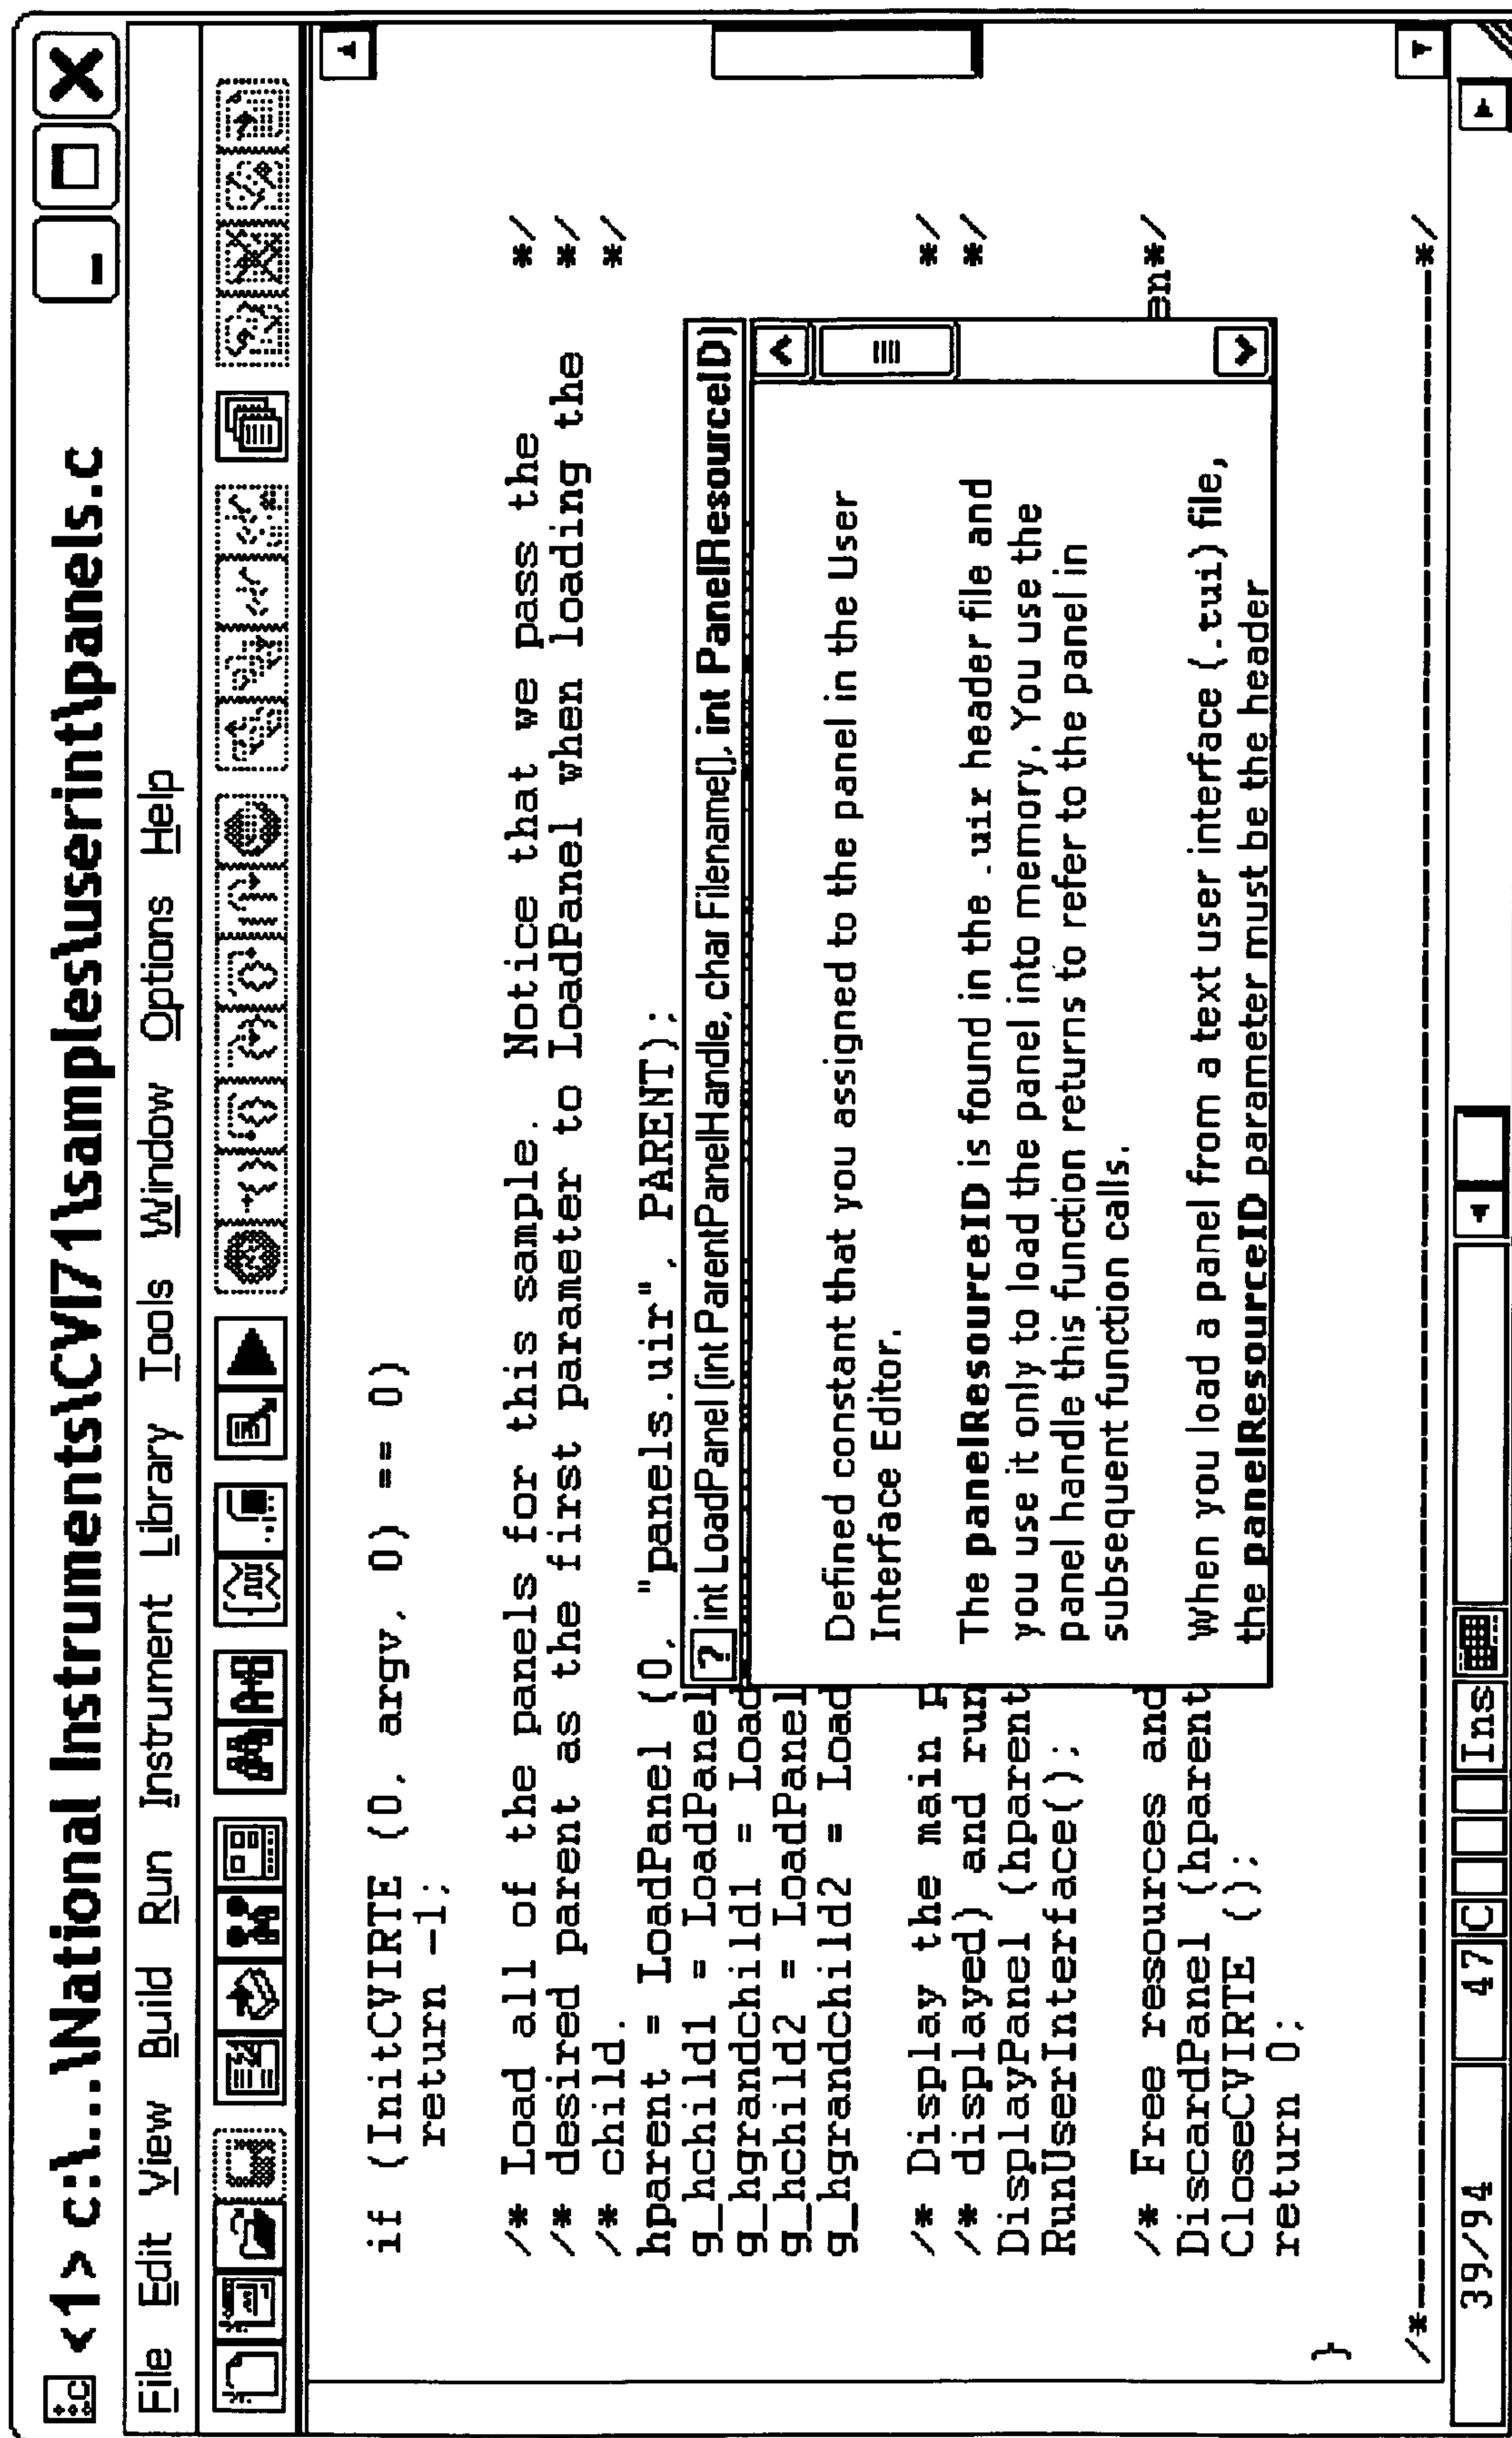 <1> c:\...\National Instruments\CVI71\samples\userint\panels.c
File Edit View Build Run Instrument Library Tools Window Options Help
if (InitCVIRTE (0, argv, 0) == 0)
return -1;
/* Load all of the panels for this sample. Notice that we pass the */
/* desired parent as the first parameter to LoadPanel when loading the */
/* child. */
hparent = LoadPanel (0, "panels.uir", PARENT);
g_hchild1 = LoadPanel
g_hgrandchild1 = Load
g_hchild2 = LoadPanel
g_hgrandchild2 = Load
? int LoadPanel (int ParentPanelHandle, char Filename[], int PanelResourceID)
Defined constant that you assigned to the panel in the User
Interface Editor.
The panelResourceID is found in the .uir header file and
you use it only to load the panel into memory. You use the
panel handle this function returns to refer to the panel in
subsequent function calls.
When you load a panel from a text user interface (.tui) file,
the panelResourceID parameter must be the header
/* Display the main p */
/* displayed) and run */
DisplayPanel (hparent
RunUserInterface();
/* Free resources and en*/
DiscardPanel (hparent
CloseCVIRTE ();
return 0;
}
/*------------------------------------------------------------------------*/
39/94 47 C Ins